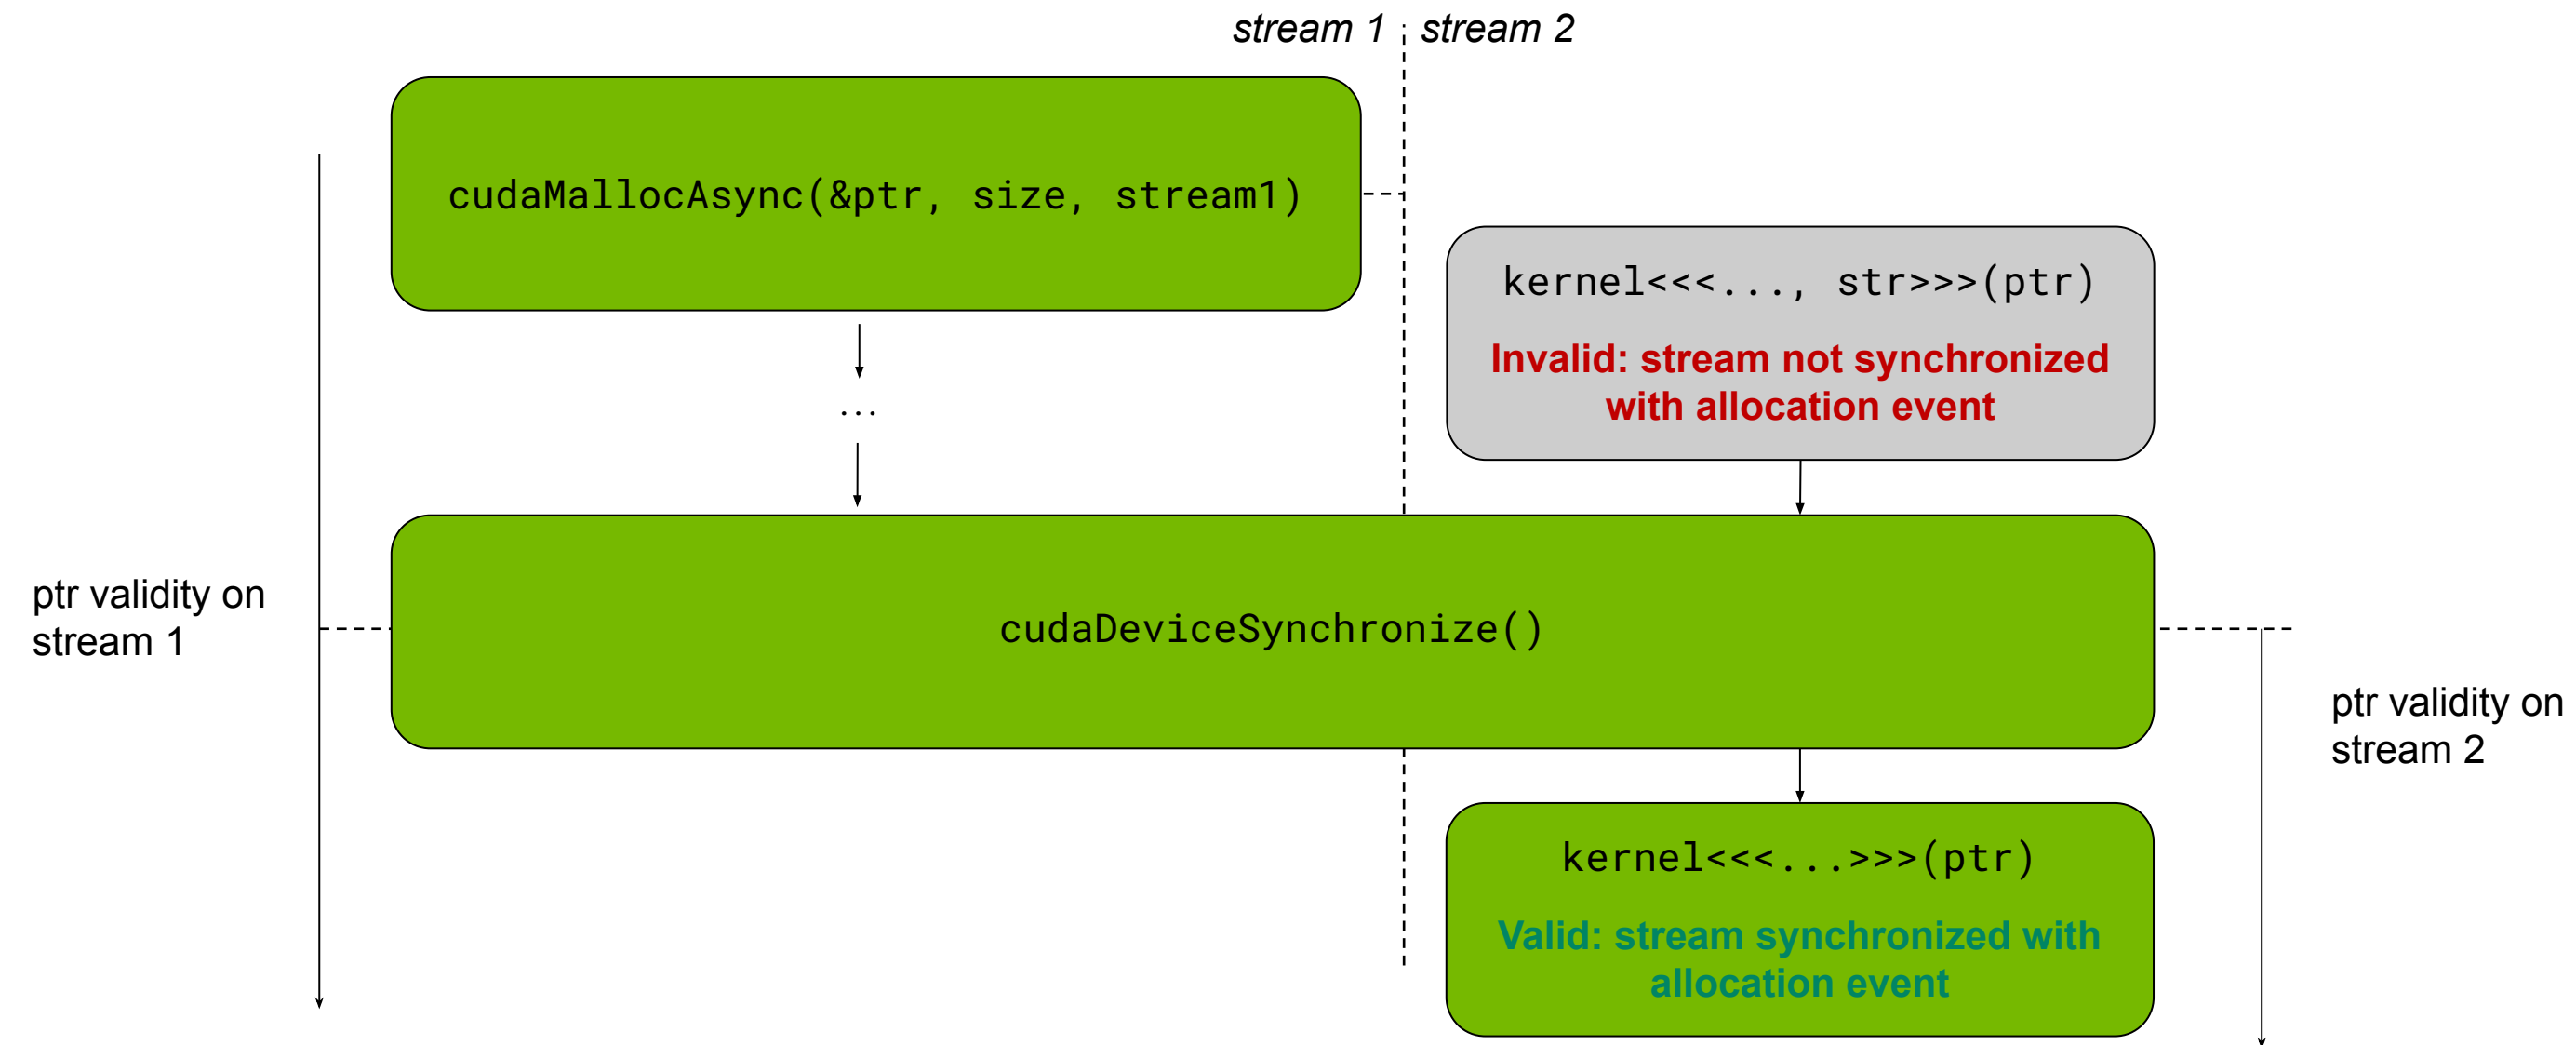 stream 1
stream 2
cudaMallocAsync(&ptr, size, stream1)
kernel<<<..., str>>>(ptr)
Invalid: stream not synchronized
with allocation event
...
ptr validity on
stream 1
cudaDeviceSynchronize()
ptr validity on
stream 2
kernel<<<...>>>(ptr)
Valid: stream synchronized with
allocation event